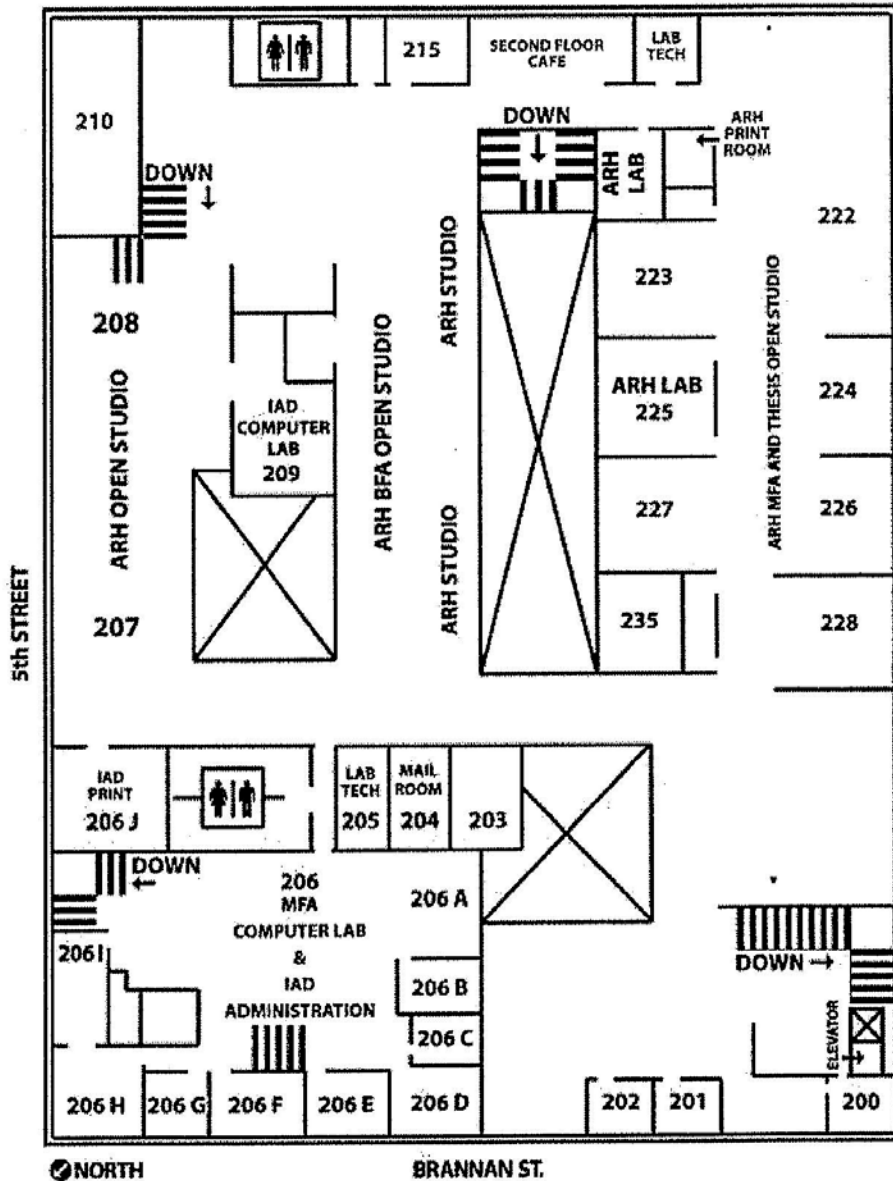 215
SECOND FLOOR
CAFE
LAB
TECH
210
DOWN
DOWN
ARH
PRINT
ROOM
ARH
LAB
222
208
ARH STUDIO
223
IAD
COMPUTER
LAB
209
ARH LAB
225
224
ARH OPEN STUDIO
ARH BFA OPEN STUDIO
ARH MFA AND THESIS OPEN STUDIO
227
226
ARH STUDIO
207
235
228
5th STREET
IAD
PRINT
206 J
LAB
TECH
205
MAIL
ROOM
204
203
DOWN
206
MFA
COMPUTER LAB
&
IAD
ADMINISTRATION
206 A
206 I
206 B
206 C
DOWN
ELEVATOR
206 H
206 G
206 F
206 E
206 D
202
201
200
NORTH
BRANNAN ST.